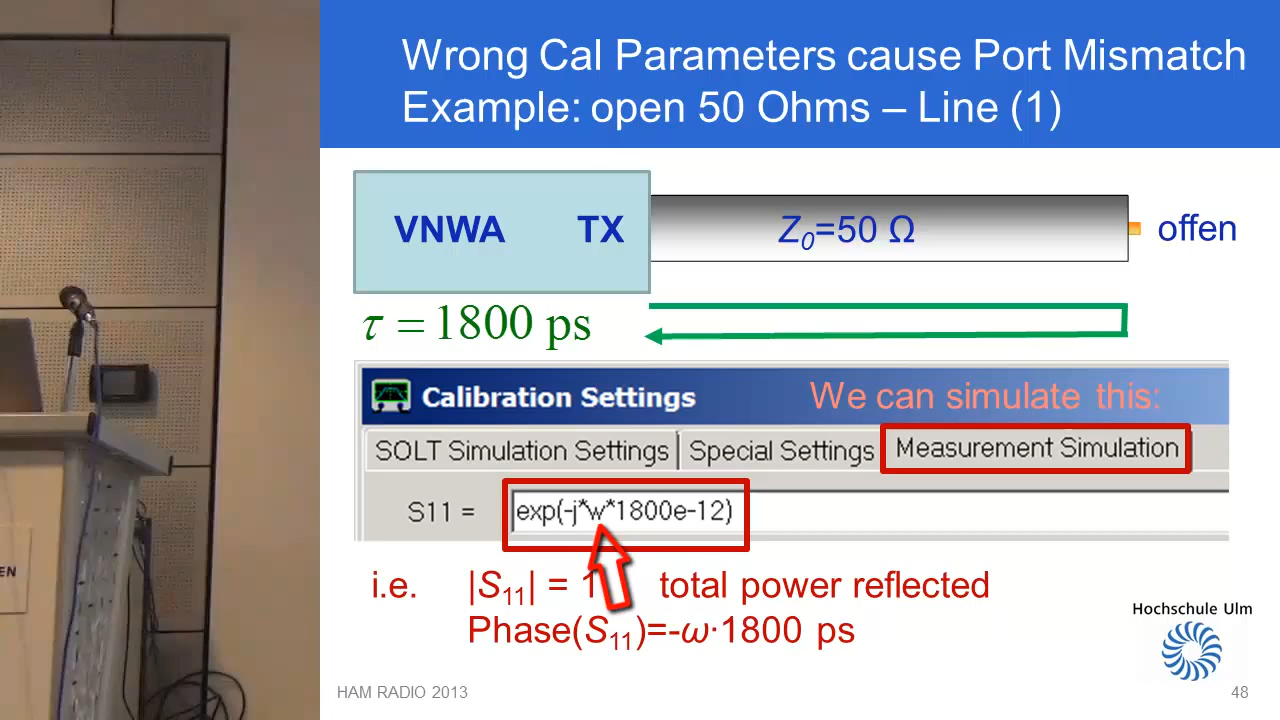 Wrong Cal Parameters cause Port Mismatch
Example: open 50 Ohms – Line (1)
VNWA TX
Z0=50 Ω
offen
τ = 1800 ps
Calibration Settings
We can simulate this:
SOLT Simulation Settings
Special Settings
Measurement Simulation
S11 = exp(-j*w*1800e-12)
i.e. |S11| = 1 total power reflected
Phase(S11)=-ω·1800 ps
Hochschule Ulm
HAM RADIO 2013
48
EN